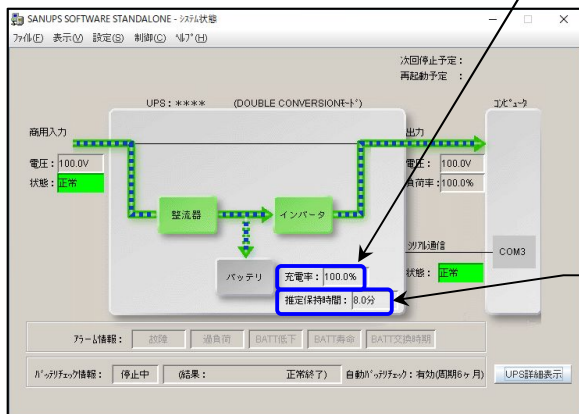 SANUPS SOFTWARE STANDALONE - ｼｽﾃﾑ状態
ﾌｧｲﾙ(F) 表示(V) 設定(S) 制御(C) ﾍﾙﾌﾟ(H)
次回停止予定 ：
再起動予定 ：
UPS：**** (DOUBLE CONVERSIONﾓｰﾄﾞ) ｺﾝﾋﾟｭｰﾀ
商用入力 出力
電圧：100.0V 電圧：100.0V
状態：正常 負荷率：100.0%
整流器 インバータ
ｼﾘｱﾙ通信 COM3
バッテリ 充電率：100.0% 状態：正常
推定保持時間：8.0分
ｱﾗｰﾑ情報： 故障 過負荷 BATT低下 BATT寿命 BATT交換時期
ﾊﾞｯﾃﾘﾁｪｯｸ情報： 停止中 (結果： 正常終了) 自動ﾊﾞｯﾃﾘﾁｪｯｸ：有効(周期6ヶ月) UPS詳細表示